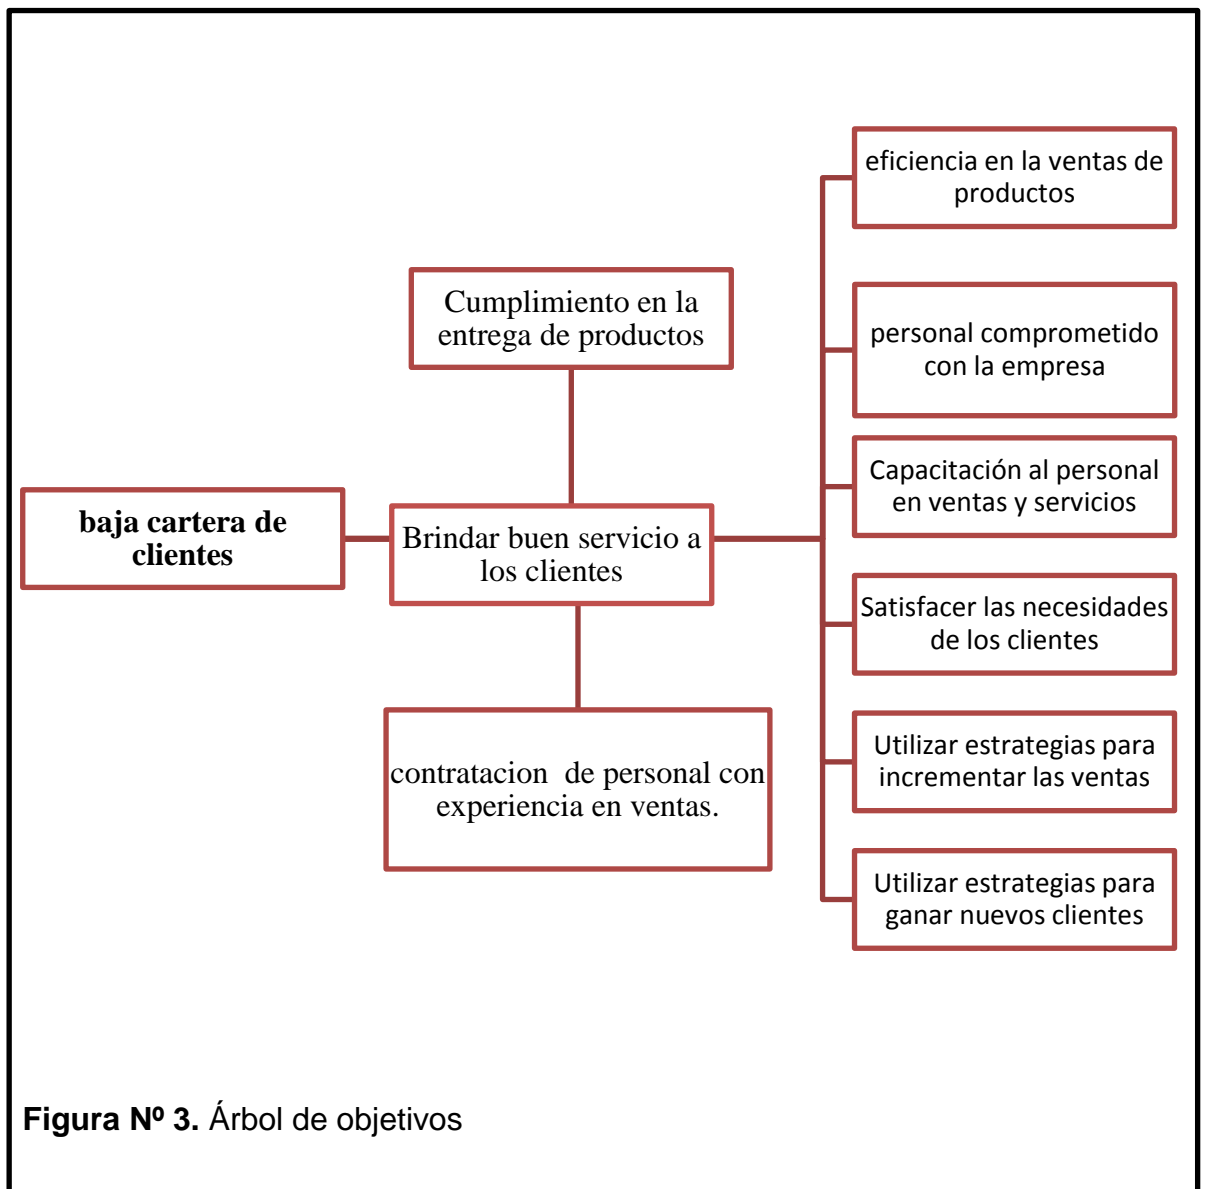 baja cartera de
clientes
Cumplimiento en la
entrega de productos
Brindar buen servicio a
los clientes
contratacion  de personal con
experiencia en ventas.
eficiencia en la ventas de
productos
personal comprometido
con la empresa
Capacitación al personal
en ventas y servicios
Satisfacer las necesidades
de los clientes
Utilizar estrategias para
incrementar las ventas
Utilizar estrategias para
ganar nuevos clientes
Figura Nº 3. Árbol de objetivos